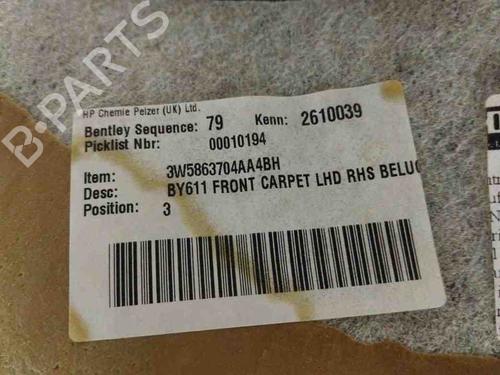 B-PARTS
HP Chemie Pelzer (UK) Ltd.
Bentley Sequence: 79 Kenn: 2610039
Picklist Nbr: 00010194
Item: 3W5863704AA4BH
Desc: BY611 FRONT CARPET LHD RHS BELUG
Position: 3